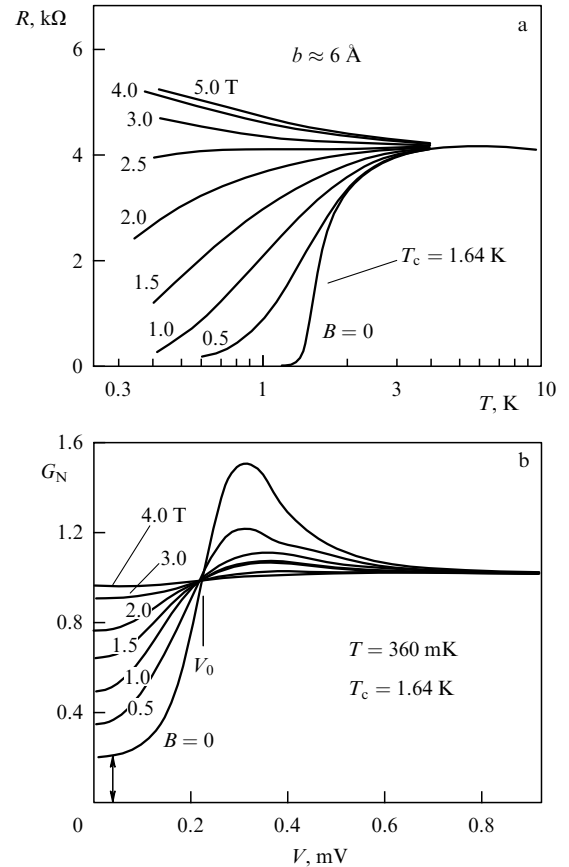 R, kΩ
a
6
b ≈ 6 Å
5.0 T
4.0
3.0
4
2.5
2.0
2
T_c = 1.64 K
1.5
1.0
0.5
B = 0
0
0.3
1
3
10
T, K
1.6
b
G_N
4.0 T
1.2
3.0
2.0
0.8
V_0
T = 360 mK
1.5
T_c = 1.64 K
1.0
0.4
0.5
B = 0
0
0.2
0.4
0.6
0.8
V, mV